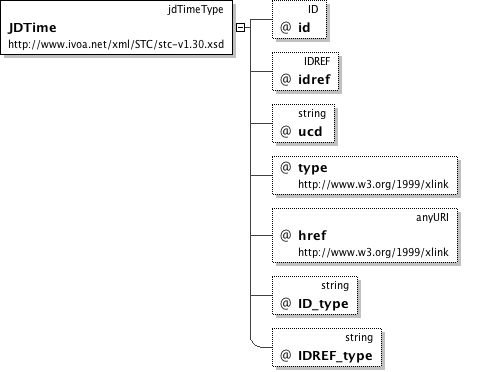 jdTimeType
JDTime
http://www.ivoa.net/xml/STC/stc-v1.30.xsd
ID
@ id
IDREF
@ idref
string
@ ucd
@ type
http://www.w3.org/1999/xlink
anyURI
@ href
http://www.w3.org/1999/xlink
string
@ ID_type
string
@ IDREF_type